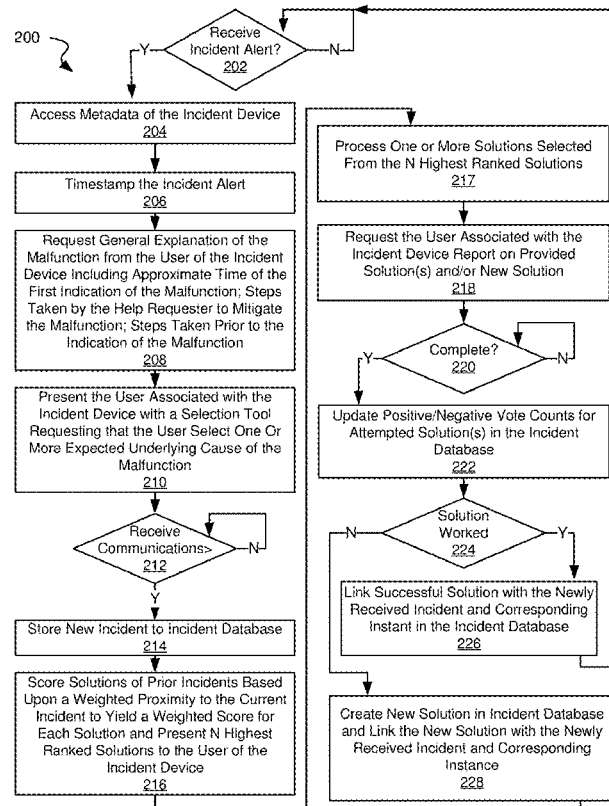 200
Receive
Incident Alert?
202
Y
N
Access Metadata of the Incident Device
204
Timestamp the Incident Alert
206
Request General Explanation of the
Malfunction from the User of the Incident
Device Including Approximate Time of the
First Indication of the Malfunction; Steps
Taken by the Help Requester to Mitigate
the Malfunction; Steps Taken Prior to the
Indication of the Malfunction
208
Present the User Associated with the
Incident Device with a Selection Tool
Requesting that the User Select One Or
More Expected Underlying Cause of the
Malfunction
210
Receive
Communications>
212
N
Y
Store New Incident to Incident Database
214
Score Solutions of Prior Incidents Based
Upon a Weighted Proximity to the Current
Incident to Yield a Weighted Score for
Each Solution and Present N Highest
Ranked Solutions to the User of the
Incident Device
216
Process One or More Solutions Selected
From the N Highest Ranked Solutions
217
Request the User Associated with the
Incident Device Report on Provided
Solution(s) and/or New Solution
218
Complete?
220
Y
N
Update Positive/Negative Vote Counts for
Attempted Solution(s) in the Incident
Database
222
Solution
Worked
224
N
Y
Link Successful Solution with the Newly
Received Incident and Corresponding
Instant in the Incident Database
226
Create New Solution in Incident Database
and Link the New Solution with the Newly
Received Incident and Corresponding
Instance
228